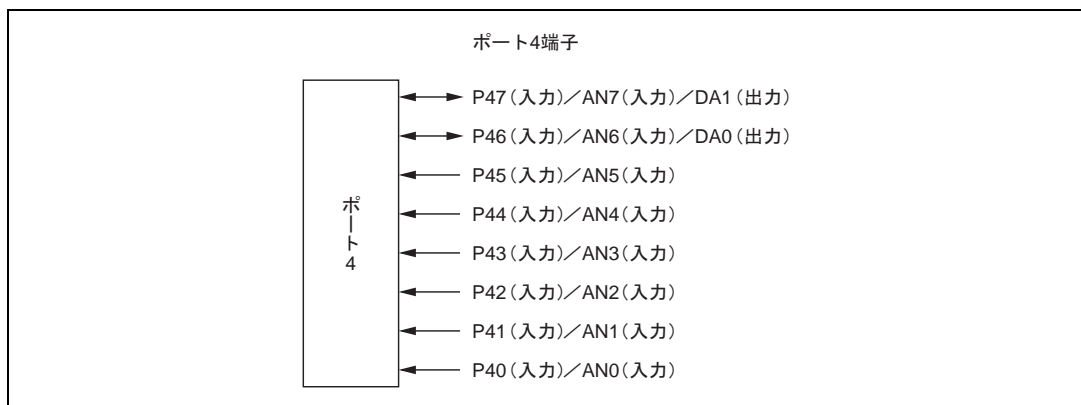 ポート4端子
P47(入力)/AN7(入力)/DA1(出力)
P46(入力)/AN6(入力)/DA0(出力)
P45(入力)/AN5(入力)
P44(入力)/AN4(入力)
ポート4
P43(入力)/AN3(入力)
P42(入力)/AN2(入力)
P41(入力)/AN1(入力)
P40(入力)/AN0(入力)